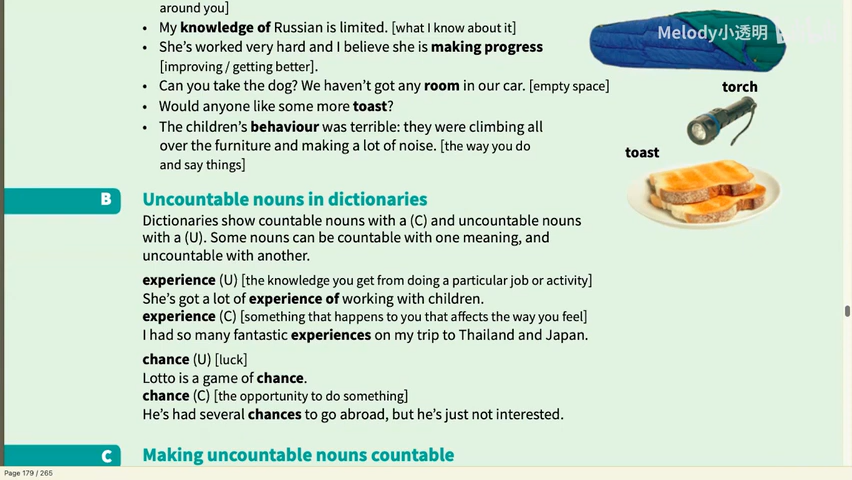 around you]
• My knowledge of Russian is limited. [what I know about it]
• She’s worked very hard and I believe she is making progress
[improving / getting better].
• Can you take the dog? We haven’t got any room in our car. [empty space]
• Would anyone like some more toast?
• The children’s behaviour was terrible: they were climbing all
over the furniture and making a lot of noise. [the way you do
and say things]
Melody小透明
torch
toast
B Uncountable nouns in dictionaries
Dictionaries show countable nouns with a (C) and uncountable nouns
with a (U). Some nouns can be countable with one meaning, and
uncountable with another.
experience (U) [the knowledge you get from doing a particular job or activity]
She’s got a lot of experience of working with children.
experience (C) [something that happens to you that affects the way you feel]
I had so many fantastic experiences on my trip to Thailand and Japan.
chance (U) [luck]
Lotto is a game of chance.
chance (C) [the opportunity to do something]
He’s had several chances to go abroad, but he’s just not interested.
C Making uncountable nouns countable
Page 179 / 265